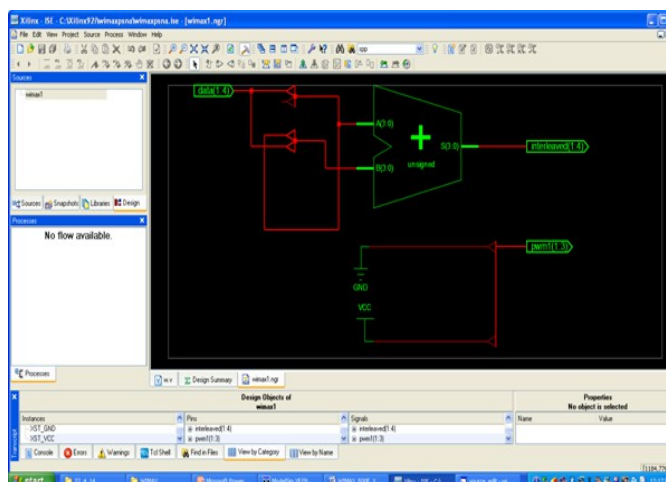 Xilinx - ISE - C:\Xilinx92i\wimaxpsna\wimaxpsna.ise - [wimax1.ngr]
File Edit View Project Source Process Window Help
Sources
wimax1
Sources Snapshots Libraries Design
Processes
No flow available.
Processes
data(1:4)
A(3:0)
B(3:0)
S(3:0)
unsigned
interleaved(1:4)
pwm1(1:3)
GND
VCC
Design Summary wimax1.ngr
Design Objects of
wimax1
Properties
No object is selected
Instances Pins Signals Name Value
XST_GND interleaved(1:4) interleaved(1:4)
XST_VCC pwm1(1:3) pwm1(1:3)
Transcript
Console Errors Warnings Tcl Shell Find in Files View by Category View by Name
start